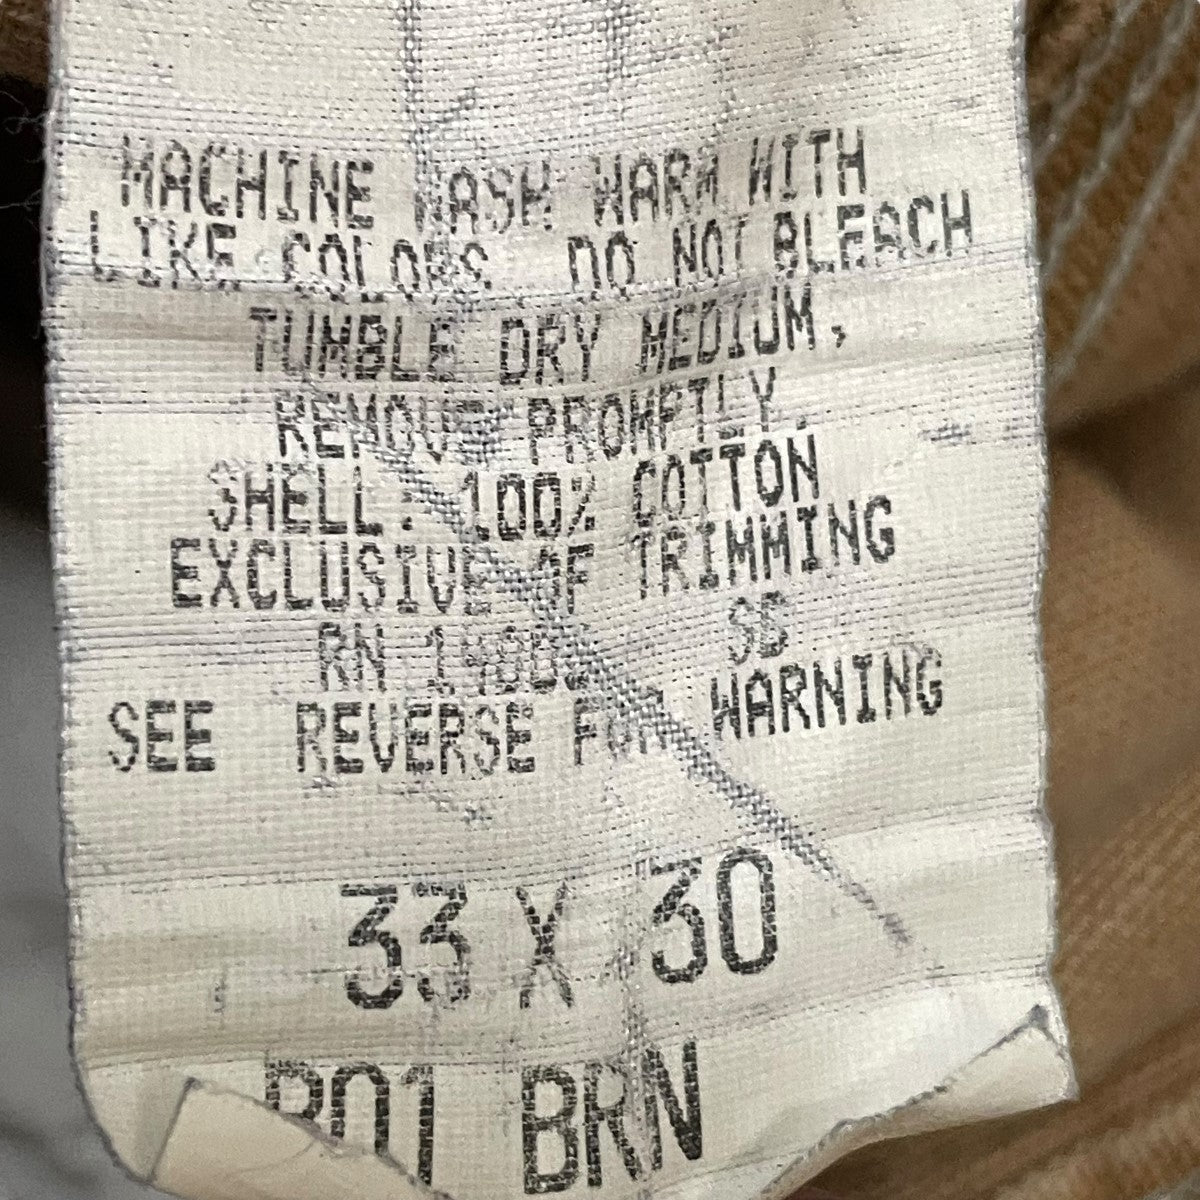 MACHINE WASH WARM WITH
LIKE COLORS. DO NOT BLEACH
TUMBLE DRY MEDIUM,
REMOVE PROMPTLY.
SHELL: 100% COTTON
EXCLUSIVE OF TRIMMING
RN
SEE REVERSE FOR WARNING
33 X 30
BRN